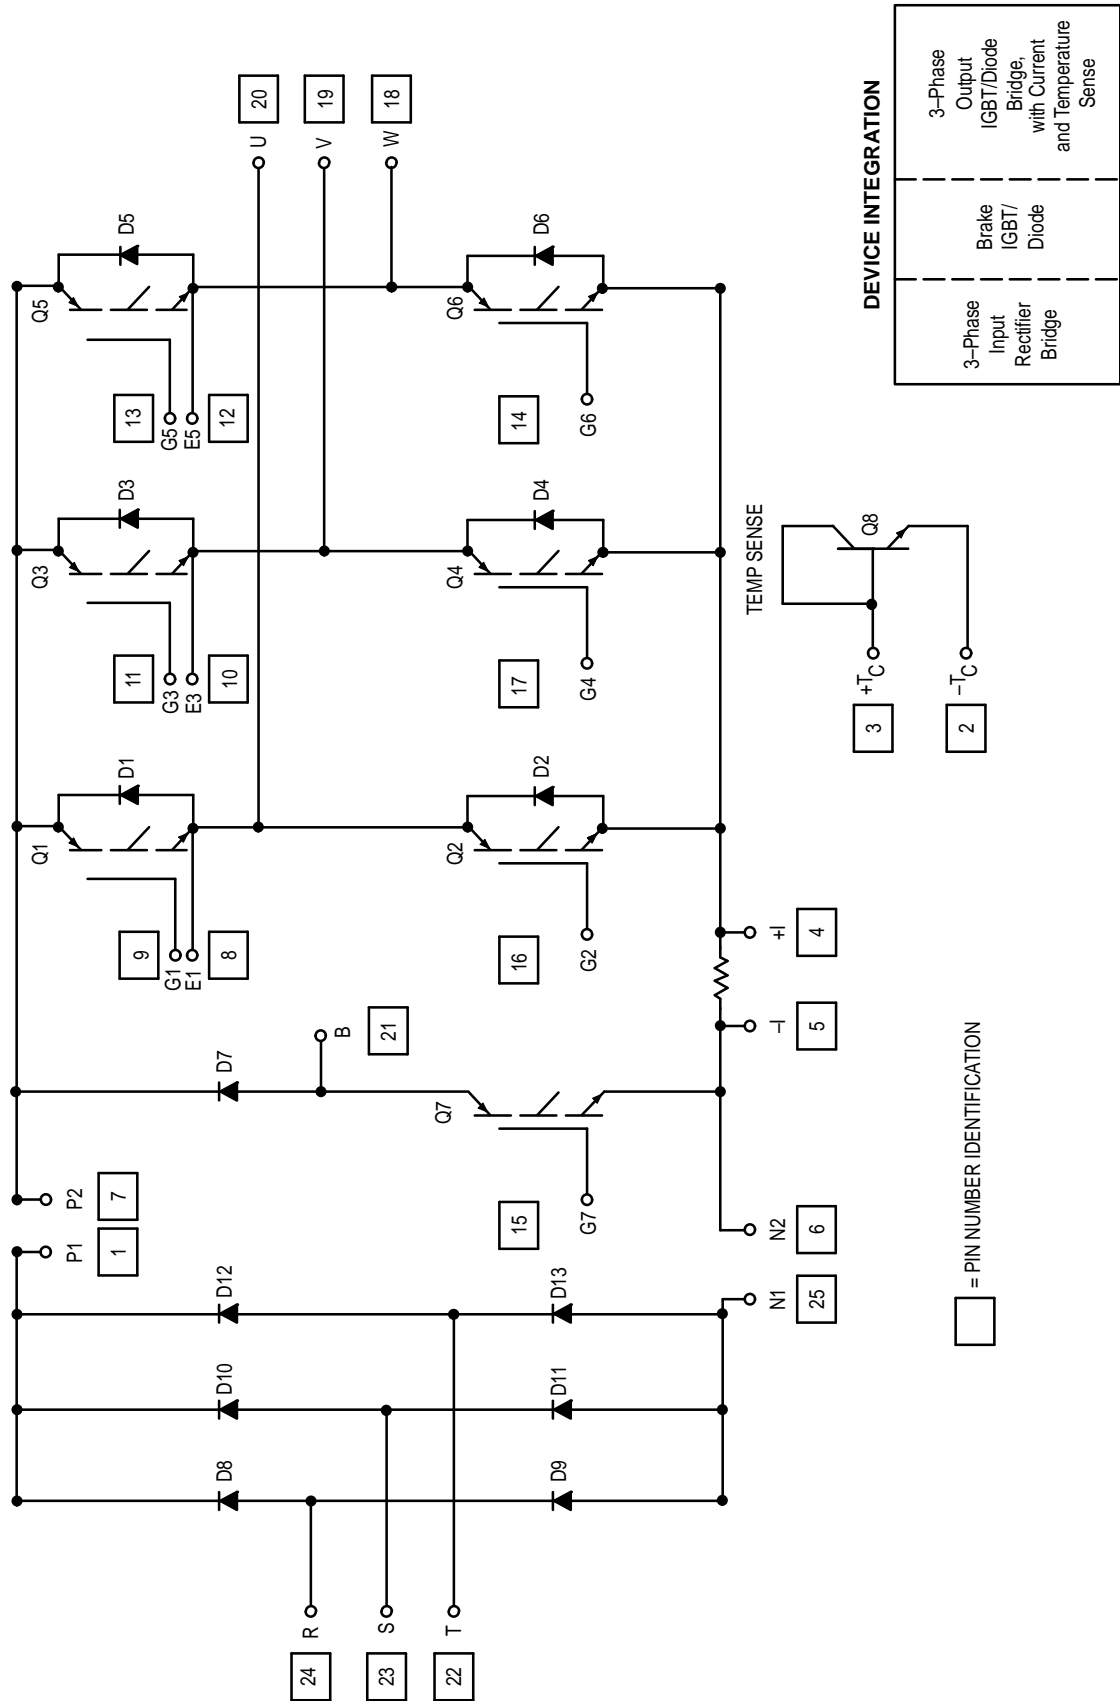 P1
1
P2
7
D8
D10
D12
D7
Q1
D1
Q3
D3
Q5
D5
9
G1
E1
8
11
G3
E3
10
13
G5
E5
12
R
24
S
23
T
22
B
21
U
20
V
19
W
18
D9
D11
D13
Q7
15
G7
Q2
D2
16
G2
Q4
D4
17
G4
Q6
D6
14
G6
N1
25
N2
6
–I
5
+I
4
TEMP SENSE
Q8
3
+TC
2
–TC
= PIN NUMBER IDENTIFICATION
DEVICE INTEGRATION
3–Phase
Input
Rectifier
Bridge
Brake
IGBT/
Diode
3–Phase
Output
IGBT/Diode
Bridge,
with Current
and Temperature
Sense